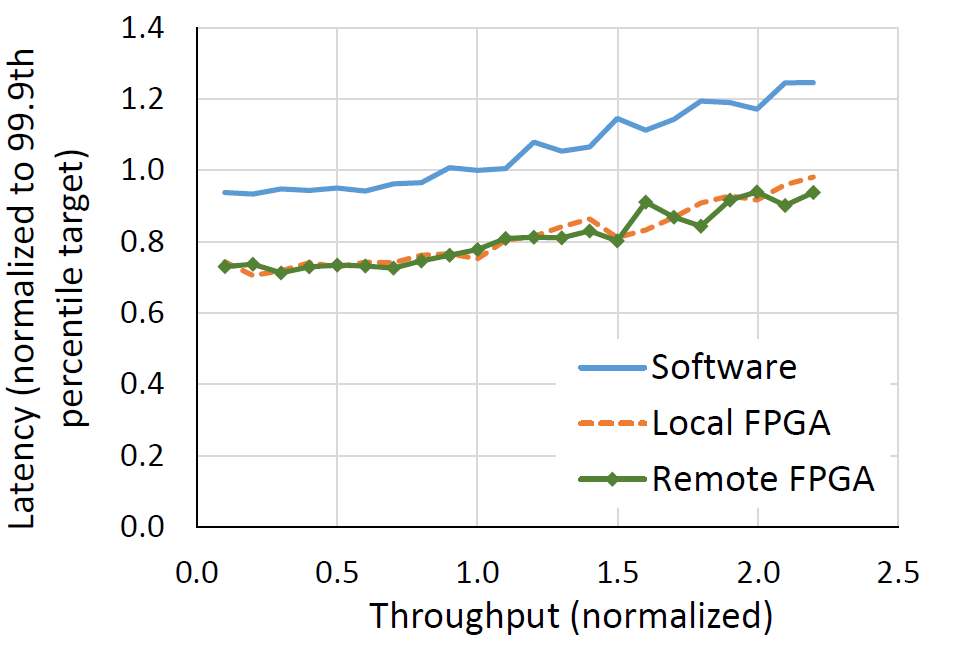 Latency (normalized to 99.9th
percentile target)
1.4
1.2
1.0
0.8
0.6
0.4
0.2
0.0
Software
Local FPGA
Remote FPGA
0.0 0.5 1.0 1.5 2.0 2.5
Throughput (normalized)